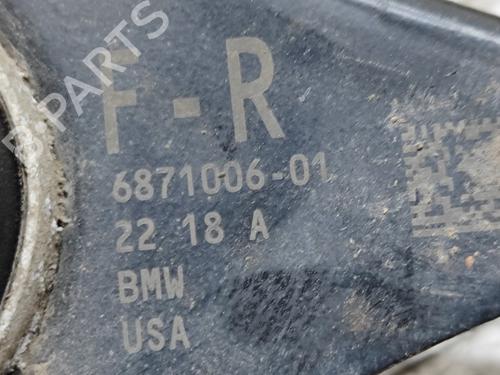 F-R
6871006-01
22 18 A
BMW
USA
B-PARTS